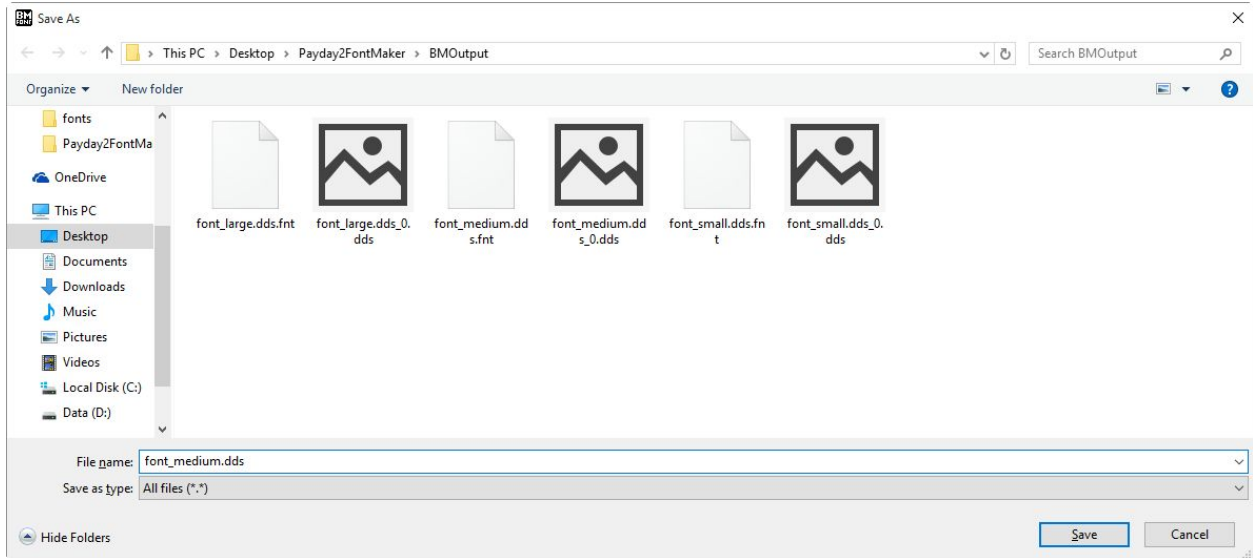 BM
FONT
Save As
This PC > Desktop > Payday2FontMaker > BMOutput
Search BMOutput
Organize
New folder
fonts
Payday2FontMa
OneDrive
This PC
Desktop
Documents
Downloads
Music
Pictures
Videos
Local Disk (C:)
Data (D:)
font_large.dds.fnt
font_large.dds_0.
dds
font_medium.dd
s.fnt
font_medium.dd
s_0.dds
font_small.dds.fn
t
font_small.dds_0.
dds
File name: font_medium.dds
Save as type: All files (*.*)
Hide Folders
Save
Cancel